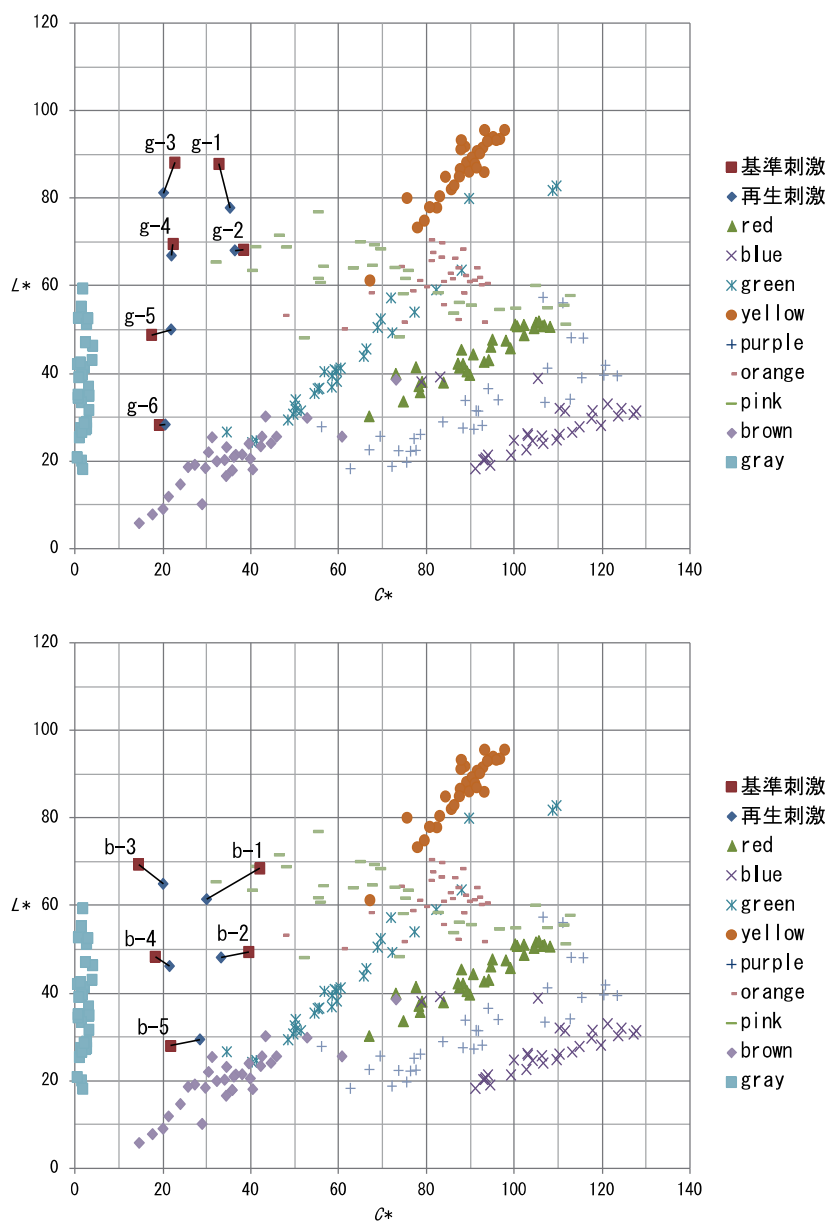 120
100
80
60
40
20
0
L*
0 20 40 60 80 100 120 140
C*
g-3 g-1
g-4 g-2
g-5
g-6
基準刺激
再生刺激
red
blue
green
yellow
purple
orange
pink
brown
gray
120
100
80
60
40
20
0
L*
0 20 40 60 80 100 120 140
C*
b-3 b-1
b-4 b-2
b-5
基準刺激
再生刺激
red
blue
green
yellow
purple
orange
pink
brown
gray